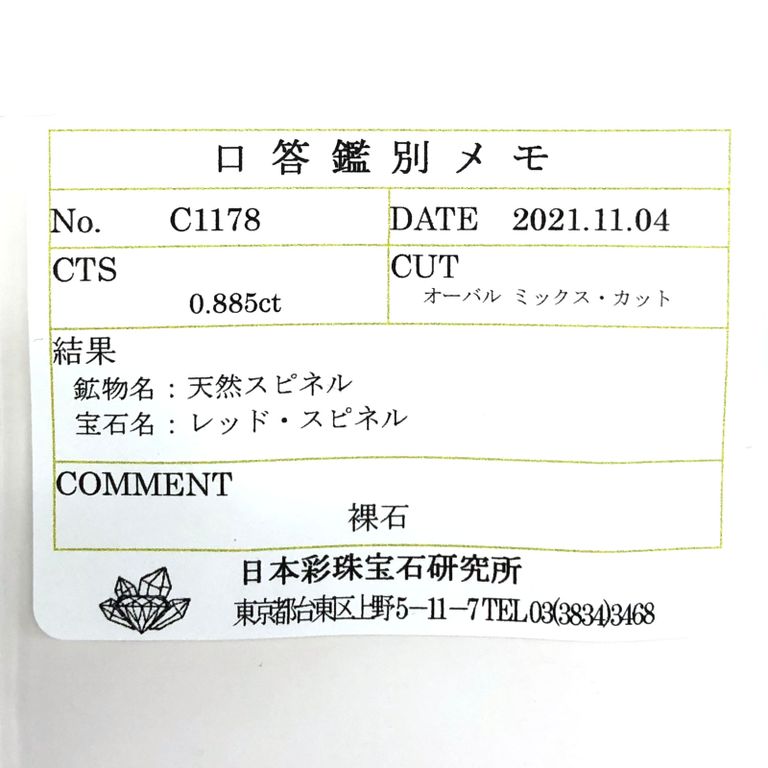 口答鑑別メモ
No. C1178 DATE 2021.11.04
CTS CUT
0.885ct オーバル ミックス・カット
結果
鉱物名：天然スピネル
宝石名：レッド・スピネル
COMMENT
裸石
日本彩珠宝石研究所
東京都台東区上野5－11－7 TEL 03(3834)3468